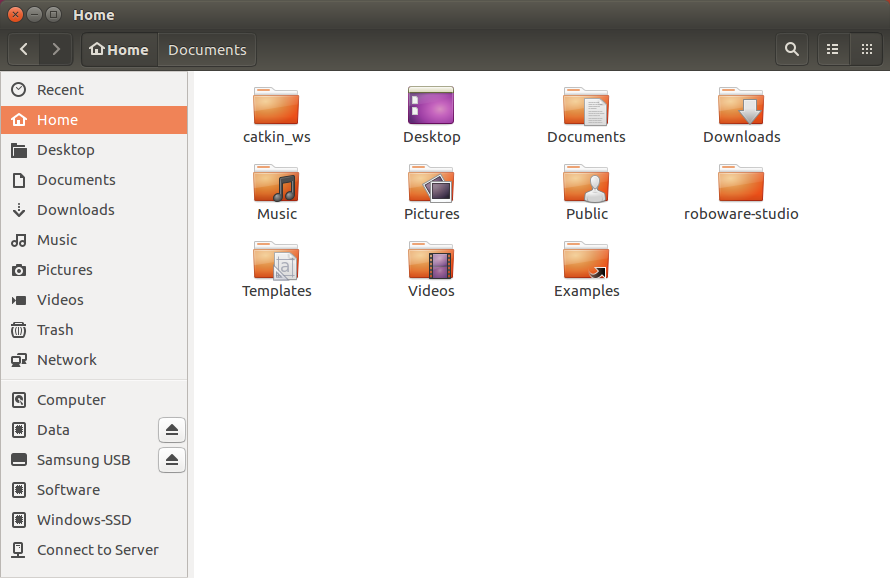 Home
Home Documents
Recent
Home
Desktop
Documents
Downloads
Music
Pictures
Videos
Trash
Network
Computer
Data
Samsung USB
Software
Windows-SSD
Connect to Server
catkin_ws Desktop Documents Downloads
Music Pictures Public roboware-studio
Templates Videos Examples